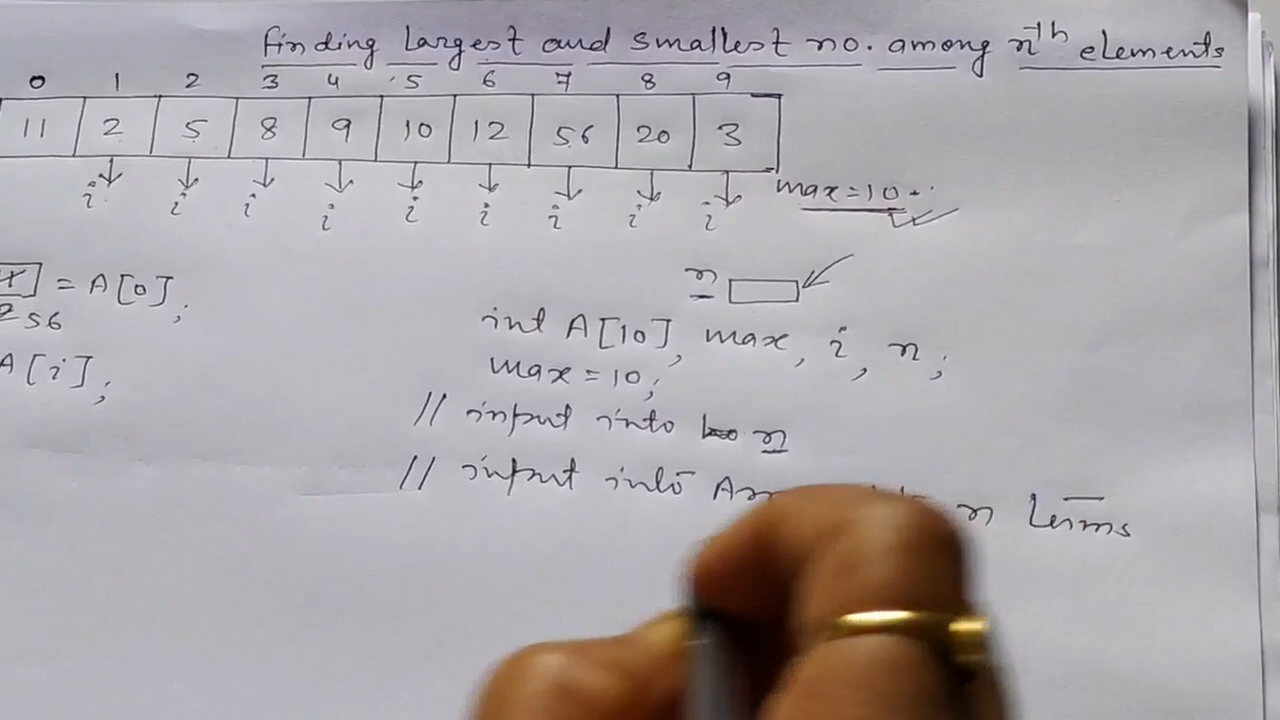 Finding largest and smallest no. among nth elements
0 1 2 3 4 5 6 7 8 9
11 2 5 8 9 10 12 56 20 3
i i i i i i i i i
max=10
= A[0];
56
A[i];
n
int A[10], max, i, n;
max = 10;
// input into n
// input into n terms